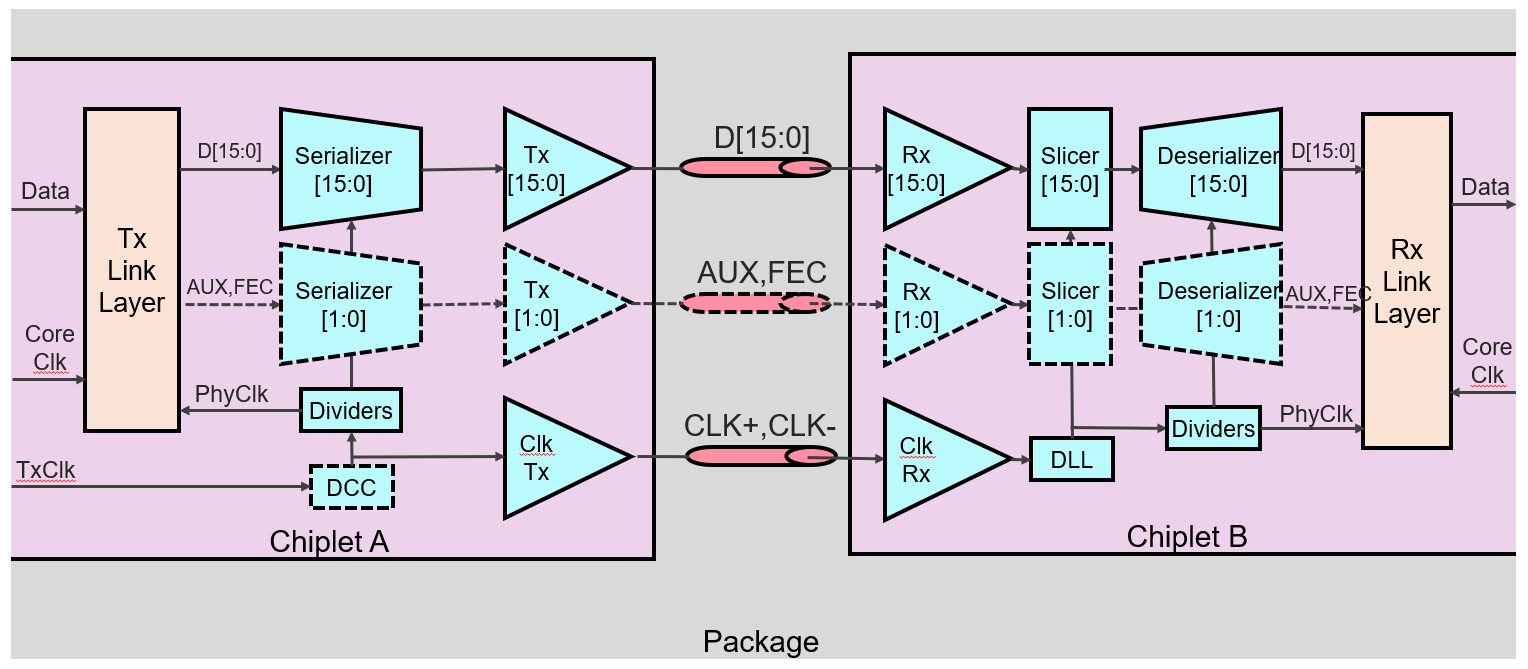 D[15:0]
AUX,FEC
CLK+,CLK-
Data
Core
Clk
TxClk
Tx
Link
Layer
D[15:0]
AUX,FEC
PhyClk
Serializer
[15:0]
Serializer
[1:0]
Dividers
DCC
Tx
[15:0]
Tx
[1:0]
Clk
Tx
Chiplet A
Rx
[15:0]
Rx
[1:0]
Clk
Rx
Slicer
[15:0]
Slicer
[1:0]
DLL
Deserializer
[15:0]
Deserializer
[1:0]
Dividers
D[15:0]
AUX,FEC
PhyClk
Rx
Link
Layer
Data
Core
Clk
Chiplet B
Package